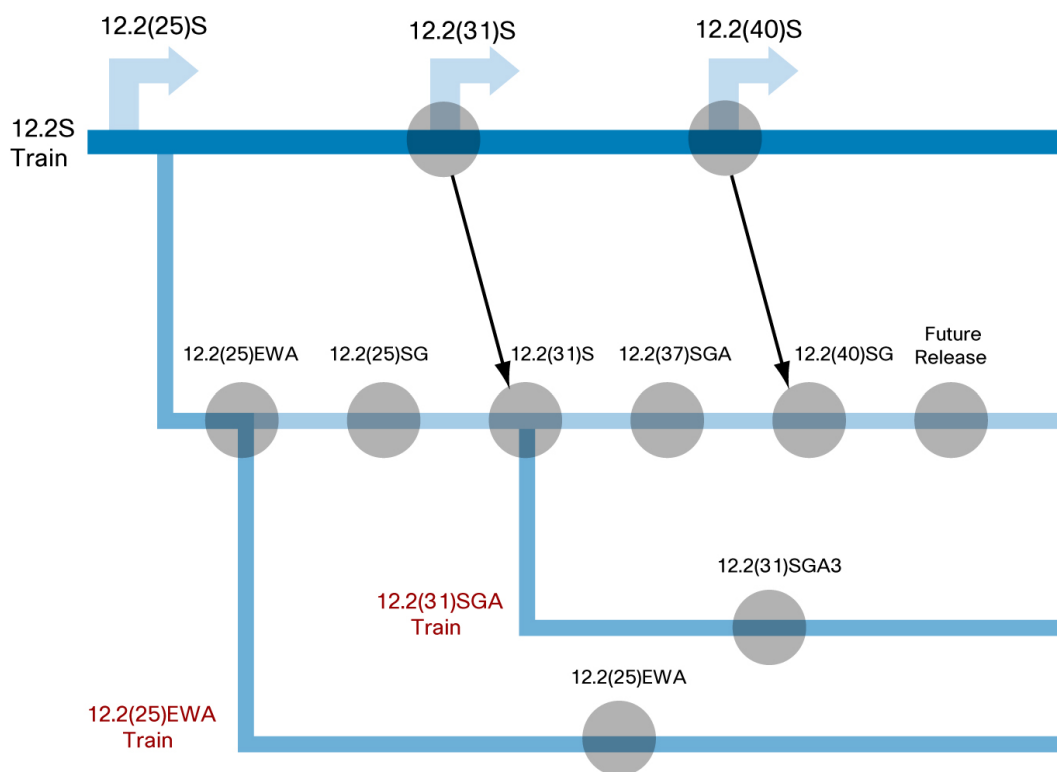 12.2(25)S
12.2(31)S
12.2(40)S
12.2S
Train
12.2(25)EWA
12.2(25)SG
12.2(31)S
12.2(37)SGA
12.2(40)SG
Future
Release
12.2(31)SGA3
12.2(31)SGA
Train
12.2(25)EWA
12.2(25)EWA
Train